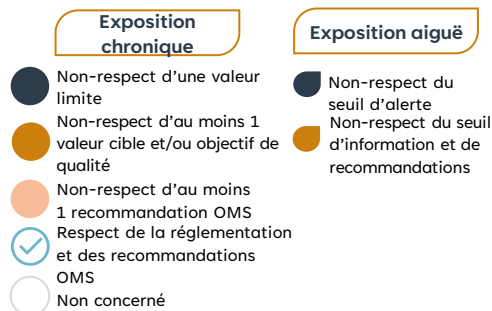 Exposition
chronique
Non-respect d'une valeur
limite
Non-respect d'au moins 1
valeur cible et/ou objectif de
qualité
Non-respect d'au moins
1 recommandation OMS
Respect de la réglementation
et des recommandations
OMS
Non concerné
Exposition aiguë
Non-respect du
seuil d'alerte
Non-respect du seuil
d'information et de
recommandations